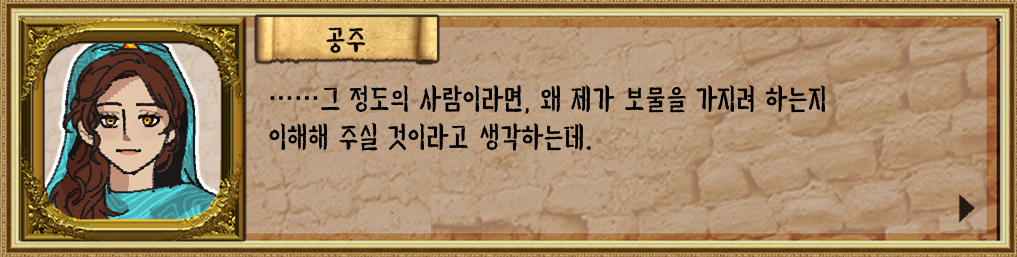 공주
……그 정도의 사람이라면, 왜 제가 보물을 가지려 하는지
이해해 주실 것이라고 생각하는데.